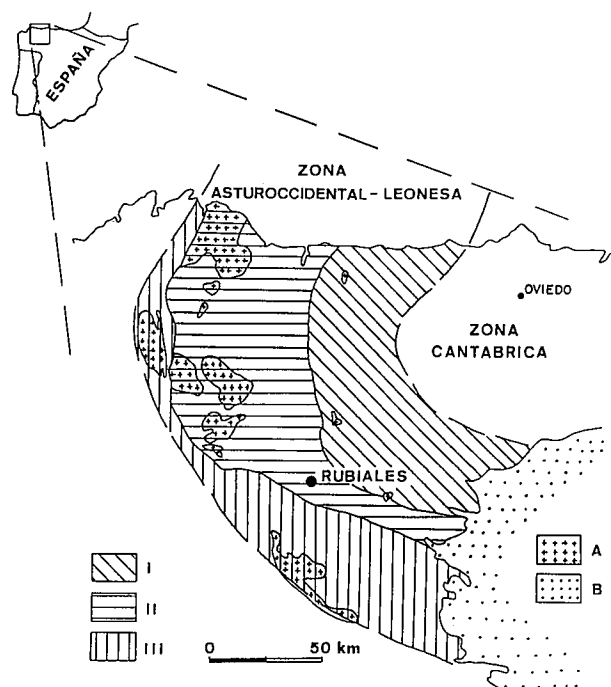 ESPAÑA
ZONA
ASTUROCCIDENTAL-LEONESA
OVIEDO
ZONA
CANTABRICA
RUBIALES
I
II
III
A
B
0 50 km